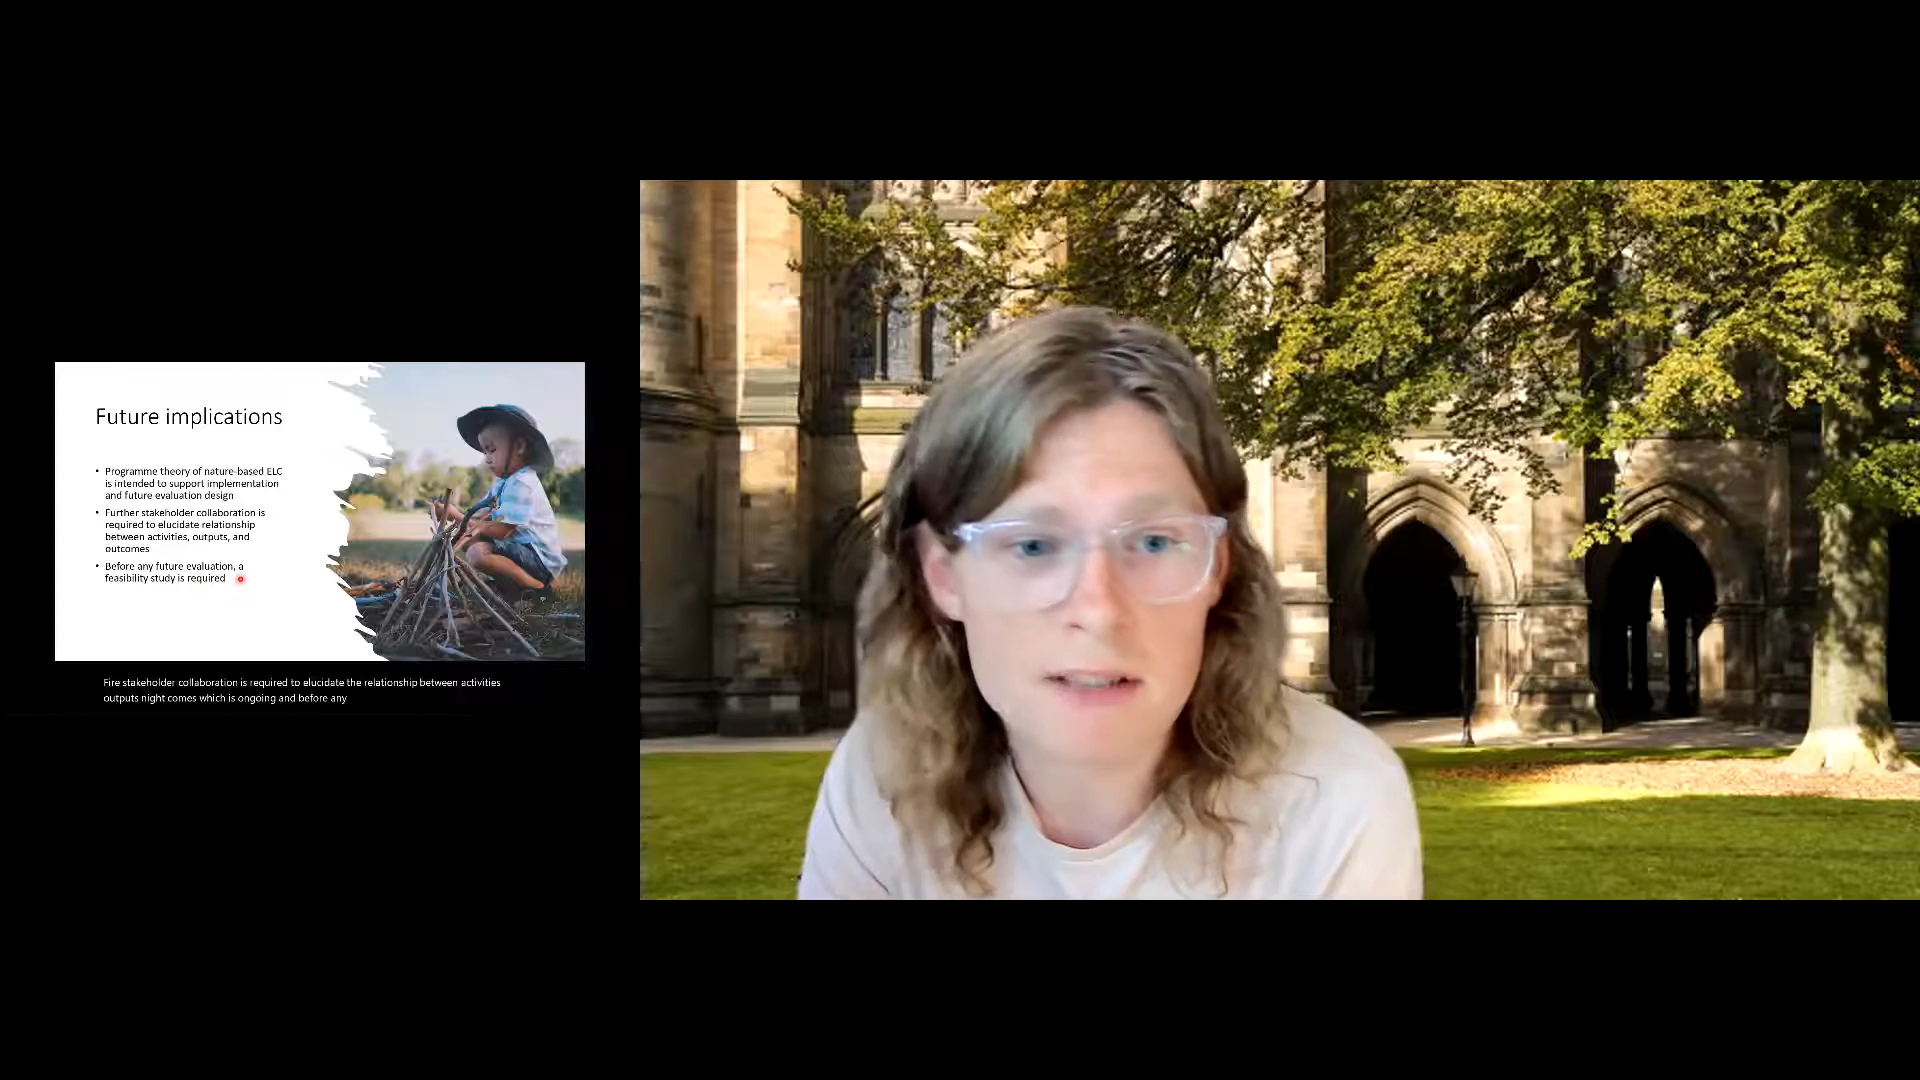 Future implications
• Programme theory of nature-based ELC
is intended to support implementation
and future evaluation design
• Further stakeholder collaboration is
required to elucidate relationship
between activities, outputs, and
outcomes
• Before any future evaluation, a
feasibility study is required
Fire stakeholder collaboration is required to elucidate the relationship between activities
outputs night comes which is ongoing and before any